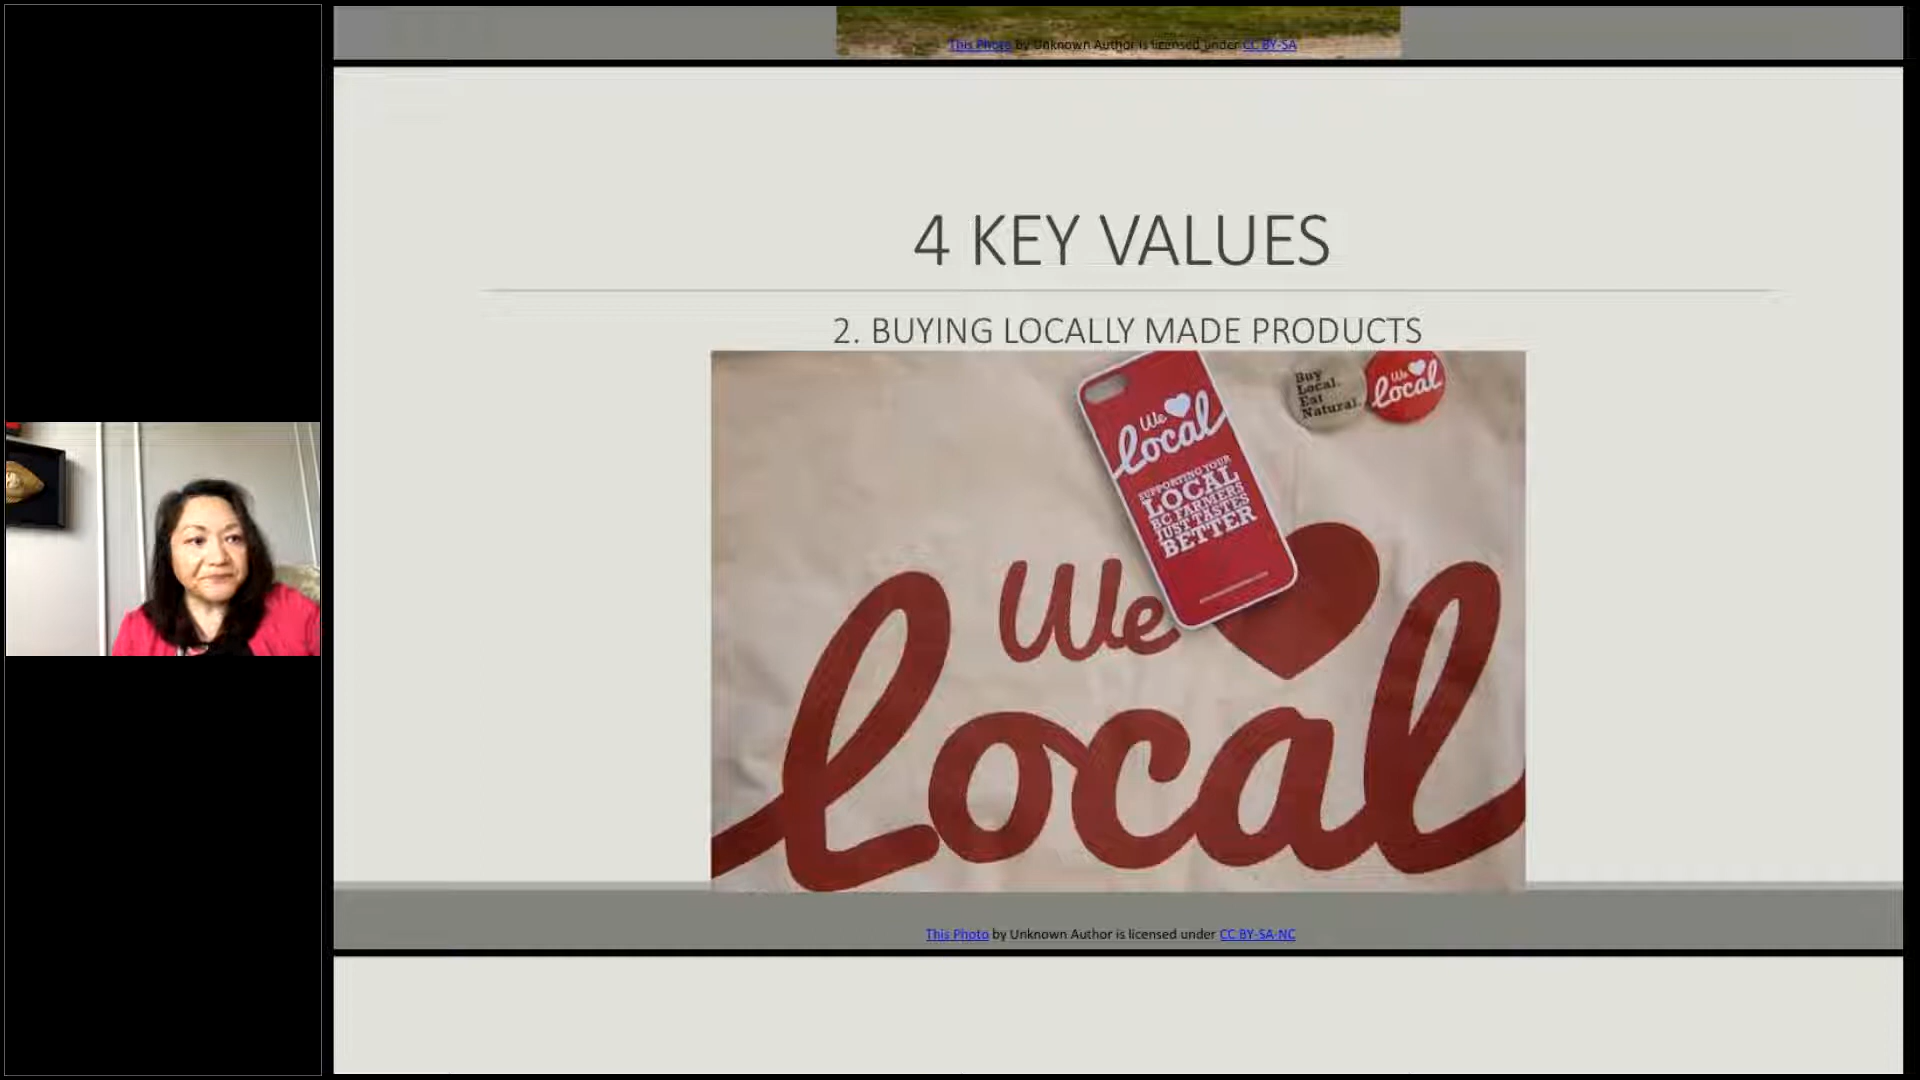 This Photo by Unknown Author is licensed under CC BY-SA
4 KEY VALUES
2. BUYING LOCALLY MADE PRODUCTS
We
local
SUPPORTING YOUR
LOCAL
BC FARMERS
JUST TASTES
BETTER
Buy
Local.
Eat
Natural.
We
local
We
local
This Photo by Unknown Author is licensed under CC BY-SA-NC